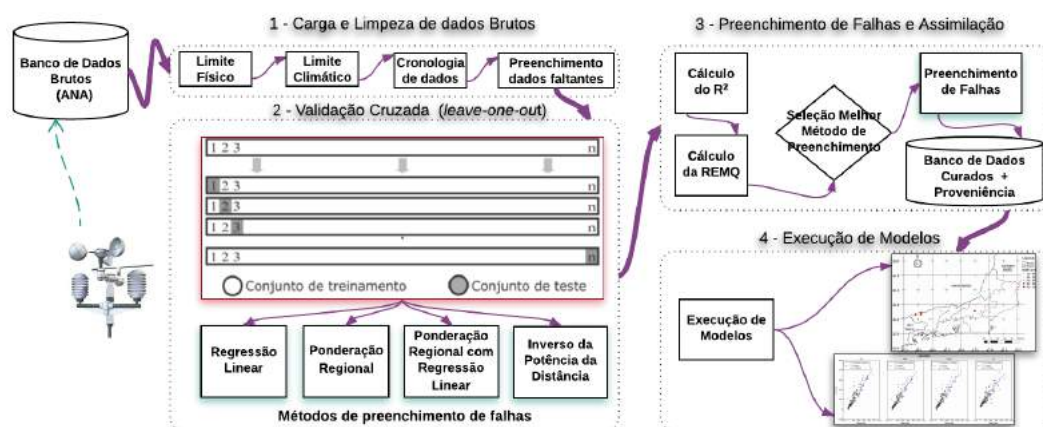 Banco de Dados
Brutos
(ANA)
1 - Carga e Limpeza de dados Brutos
Limite
Físico
Limite
Climático
Cronologia
de dados
Preenchimento
dados faltantes
2 - Validação Cruzada (leave-one-out)
1 2 3 n
1 2 3 n
1 2 3 n
1 2 3 n
1 2 3 n
Conjunto de treinamento
Conjunto de teste
Regressão
Linear
Ponderação
Regional
Ponderação
Regional com
Regressão
Linear
Inverso da
Potência da
Distância
Métodos de preenchimento de falhas
3 - Preenchimento de Falhas e Assimilação
Cálculo
do R²
Cálculo
da REMQ
Seleção Melhor
Método de
Preenchimento
Preenchimento
de Falhas
Banco de Dados
Curados +
Proveniência
4 - Execução de Modelos
Execução de
Modelos